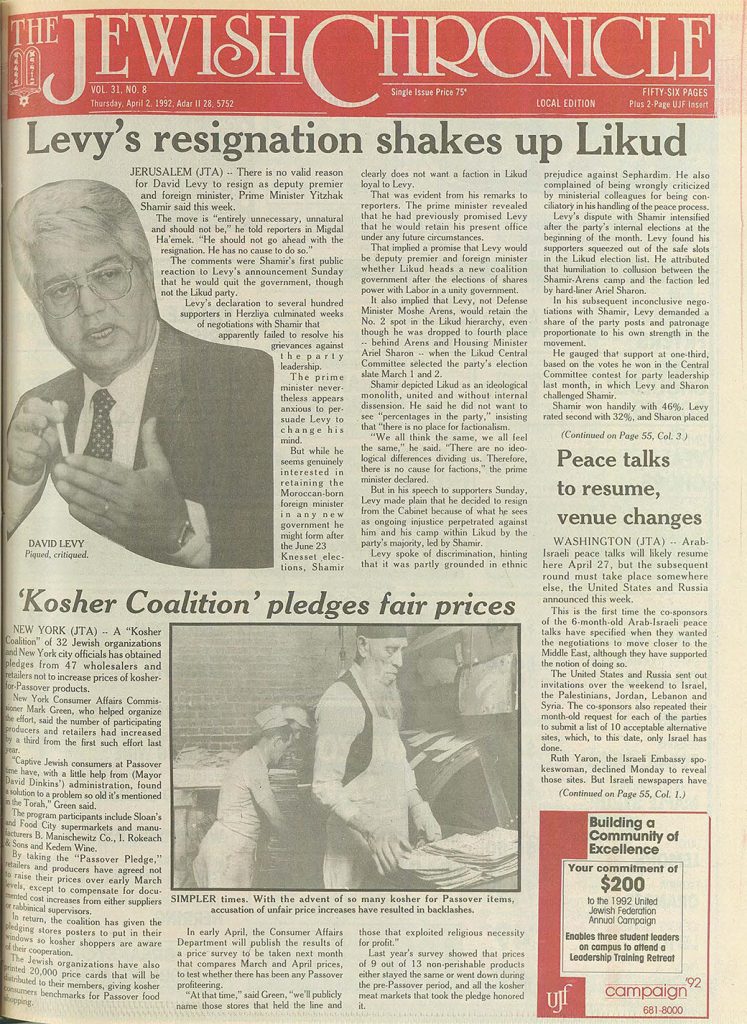 THE JEWISH CHRONICLE
VOL. 31, NO. 8
Thursday, April 2, 1992, Adar II 28, 5752
Single Issue Price 75¢
LOCAL EDITION
FIFTY-SIX PAGES
Plus 2-Page UJF Insert
Levy's resignation shakes up Likud
JERUSALEM (JTA) -- There is no valid reason
for David Levy to resign as deputy premier
and foreign minister, Prime Minister Yitzhak
Shamir said this week.
The move is "entirely unnecessary, unnatural
and should not be," he told reporters in Migdal
Ha'emek. "He should not go ahead with the
resignation. He has no cause to do so."
The comments were Shamir's first public
reaction to Levy's announcement Sunday
that he would quit the government, though
not the Likud party.
Levy's declaration to several hundred
supporters in Herzliya culminated weeks
of negotiations with Shamir that
apparently failed to resolve his
grievances against
the party
leadership.
The prime
minister never-
theless appears
anxious to per-
suade Levy to
change his
mind.
But while he
seems genuinely
interested in
retaining the
Moroccan-born
foreign minister
in any new
government he
might form after
the June 23
Knesset elec-
tions, Shamir
DAVID LEVY
Piqued, critiqued.
clearly does not want a faction in Likud
loyal to Levy.
That was evident from his remarks to
reporters. The prime minister revealed
that he had previously promised Levy
that he would retain his present office
under any future circumstances.
That implied a promise that Levy would
be deputy premier and foreign minister
whether Likud heads a new coalition
government after the elections of shares
power with Labor in a unity government.
It also implied that Levy, not Defense
Minister Moshe Arens, would retain the
No. 2 spot in the Likud hierarchy, even
though he was dropped to fourth place
-- behind Arens and Housing Minister
Ariel Sharon -- when the Likud Central
Committee selected the party's election
slate March 1 and 2.
Shamir depicted Likud as an ideological
monolith, united and without internal
dissension. He said he did not want to
see "percentages in the party," insisting
that "there is no place for factionalism.
"We all think the same, we all feel
the same," he said. "There are no ideo-
logical differences dividing us. Therefore,
there is no cause for factions," the prime
minister declared.
But in his speech to supporters Sunday,
Levy made plain that he decided to resign
from the Cabinet because of what he sees
as ongoing injustice perpetrated against
him and his camp within Likud by the
party's majority, led by Shamir.
Levy spoke of discrimination, hinting
that it was partly grounded in ethnic
prejudice against Sephardim. He also
complained of being wrongly criticized
by ministerial colleagues for being con-
ciliatory in his handling of the peace process.
Levy's dispute with Shamir intensified
after the party's internal elections at the
beginning of the month. Levy found his
supporters squeezed out of the safe slots
in the Likud election list. He attributed
that humiliation to collusion between the
Shamir-Arens camp and the faction led
by hard-liner Ariel Sharon.
In his subsequent inconclusive nego-
tiations with Shamir, Levy demanded a
share of the party posts and patronage
proportionate to his own strength in the
movement.
He gauged that support at one-third,
based on the votes he won in the Central
Committee contest for party leadership
last month, in which Levy and Sharon
challenged Shamir.
Shamir won handily with 46%. Levy
rated second with 32%, and Sharon placed
(Continued on Page 55, Col. 3.)
Peace talks
to resume,
venue changes
WASHINGTON (JTA) -- Arab-
Israeli peace talks will likely resume
here April 27, but the subsequent
round must take place somewhere
else, the United States and Russia
announced this week.
This is the first time the co-sponsors
of the 6-month-old Arab-Israeli peace
talks have specified when they wanted
the negotiations to move closer to the
Middle East, although they have supported
the notion of doing so.
The United States and Russia sent out
invitations over the weekend to Israel,
the Palestinians, Jordan, Lebanon and
Syria. The co-sponsors also repeated their
month-old request for each of the parties
to submit a list of 10 acceptable alternative
sites, which, to this date, only Israel has
done.
Ruth Yaron, the Israeli Embassy spo-
keswoman, declined Monday to reveal
those sites. But Israeli newspapers have
(Continued on Page 55, Col. 1.)
'Kosher Coalition' pledges fair prices
NEW YORK (JTA) -- A "Kosher
Coalition" of 32 Jewish organizations
and New York city officials has obtained
pledges from 47 wholesalers and
retailers not to increase prices of kosher-
for-Passover products.
New York Consumer Affairs Commis-
sioner Mark Green, who helped organize
the effort, said the number of participating
producers and retailers had increased
by a third from the first such effort last
year.
"Captive Jewish consumers at Passover
time have, with a little help from (Mayor
David Dinkins') administration, found
a solution to a problem so old it's mentioned
in the Torah," Green said.
The program participants include Sloan's
and Food City supermarkets and manu-
facturers B. Manischewitz Co., I. Rokeach
& Sons and Kedem Wine.
By taking the "Passover Pledge,"
retailers and producers have agreed not
to raise their prices over early March
levels, except to compensate for docu-
mented cost increases from either suppliers
or rabbinical supervisors.
In return, the coalition has given the
pledging stores posters to put in their
windows so kosher shoppers are aware
of their cooperation.
The Jewish organizations have also
printed 20,000 price cards that will be
distributed to their members, giving kosher
consumers benchmarks for Passover food
shopping.
SIMPLER times. With the advent of so many kosher for Passover items,
accusation of unfair price increases have resulted in backlashes.
In early April, the Consumer Affairs
Department will publish the results of
a price survey to be taken next month
that compares March and April prices,
to test whether there has been any Passover
profiteering.
"At that time," said Green, "we'll publicly
name those stores that held the line and
those that exploited religious necessity
for profit."
Last year's survey showed that prices
of 9 out of 13 non-perishable products
either stayed the same or went down during
the pre-Passover period, and all the kosher
meat markets that took the pledge honored
it.
Building a
Community of
Excellence
Your commitment of
$200
to the 1992 United
Jewish Federation
Annual Campaign
Enables three student leaders
on campus to attend a
Leadership Training Retreat
ujf
campaign '92
681-8000